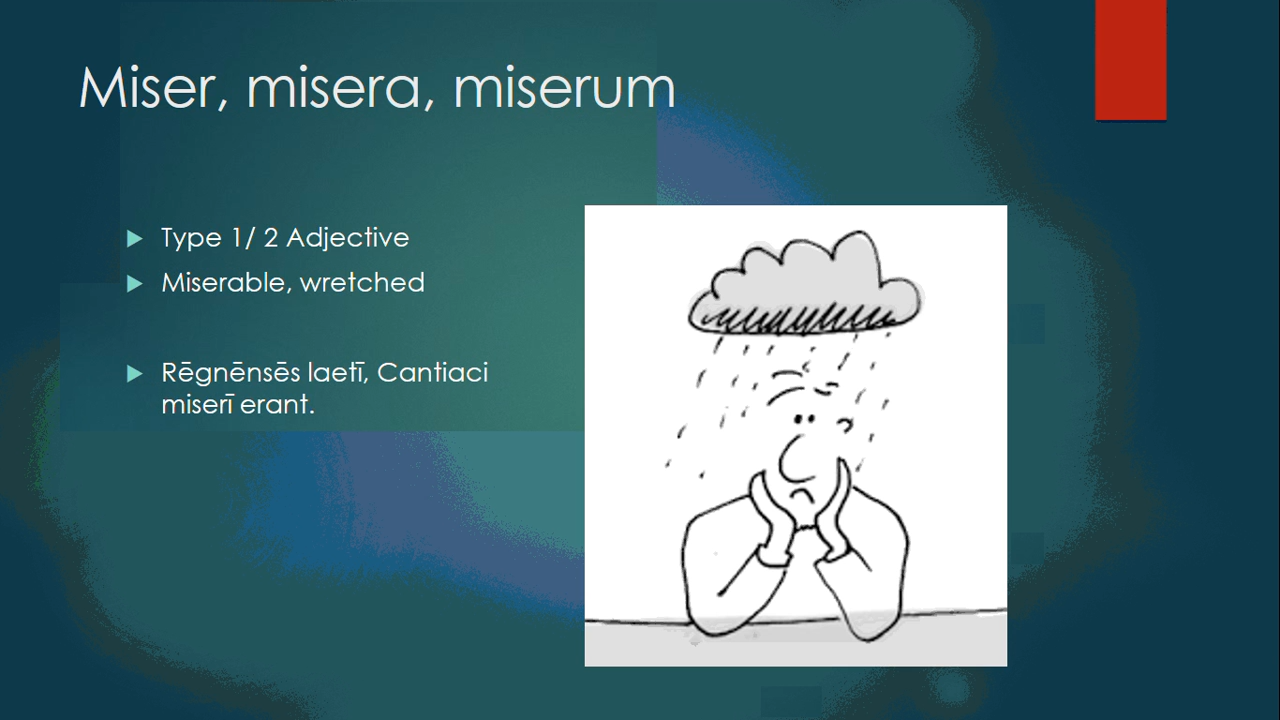 Miser, misera, miserum
Type 1/ 2 Adjective
Miserable, wretched
Rēgnēnsēs laetī, Cantiaci
miserī erant.